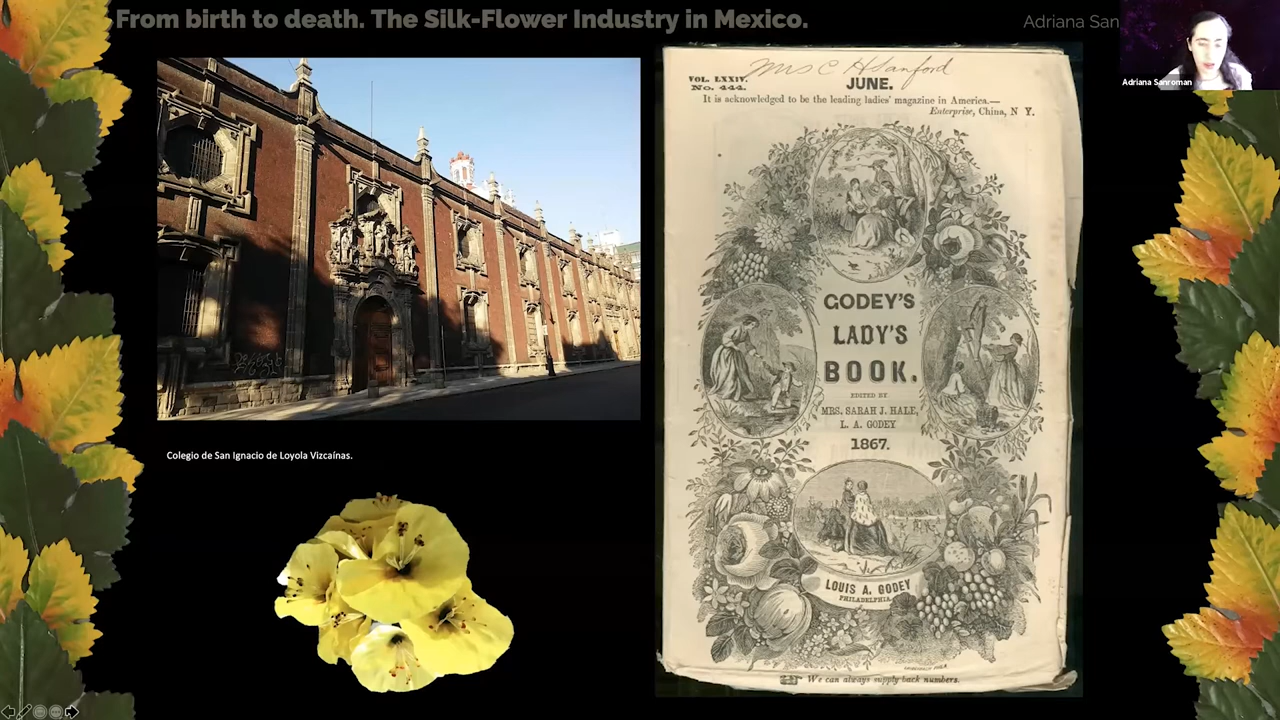 From birth to death. The Silk-Flower Industry in Mexico.
Adriana San
Adriana Sanroman
Mrs C H Sanford
VOL. LXXIV.
No. 444.
JUNE.
It is acknowledged to be the leading ladies' magazine in America.—
Enterprise, China, N Y.
GODEY'S
LADY'S
BOOK.
EDITED BY
MRS. SARAH J. HALE,
L. A. GODEY
1867.
LOUIS A. GODEY
PHILADELPHIA.
We can always supply back numbers.
Colegio de San Ignacio de Loyola Vizcaínas.